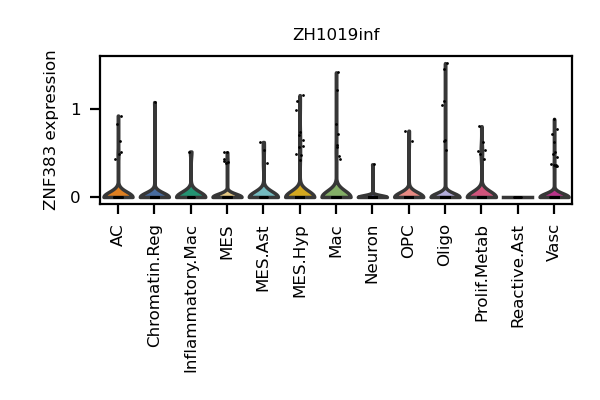 ZH1019inf
ZNF383 expression
1
0
AC
Chromatin.Reg
Inflammatory.Mac
MES
MES.Ast
MES.Hyp
Mac
Neuron
OPC
Oligo
Prolif.Metab
Reactive.Ast
Vasc